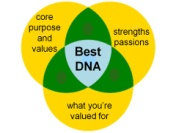 core
purpose
and
values
strengths
passions
Best
DNA
what you're
valued for